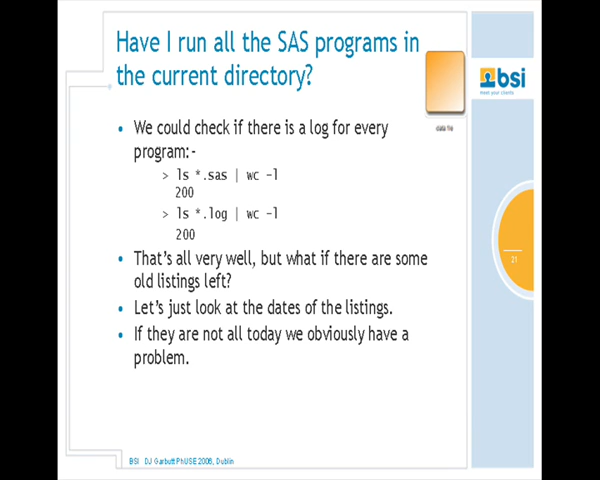 Have I run all the SAS programs in
the current directory?
bsi
meet your clients
data file
• We could check if there is a log for every
program:-
> ls *.sas | wc -l
200
> ls *.log | wc -l
200
• That's all very well, but what if there are some
old listings left?
• Let's just look at the dates of the listings.
• If they are not all today we obviously have a
problem.
21
BSI DJ Garbutt PhUSE 2006, Dublin